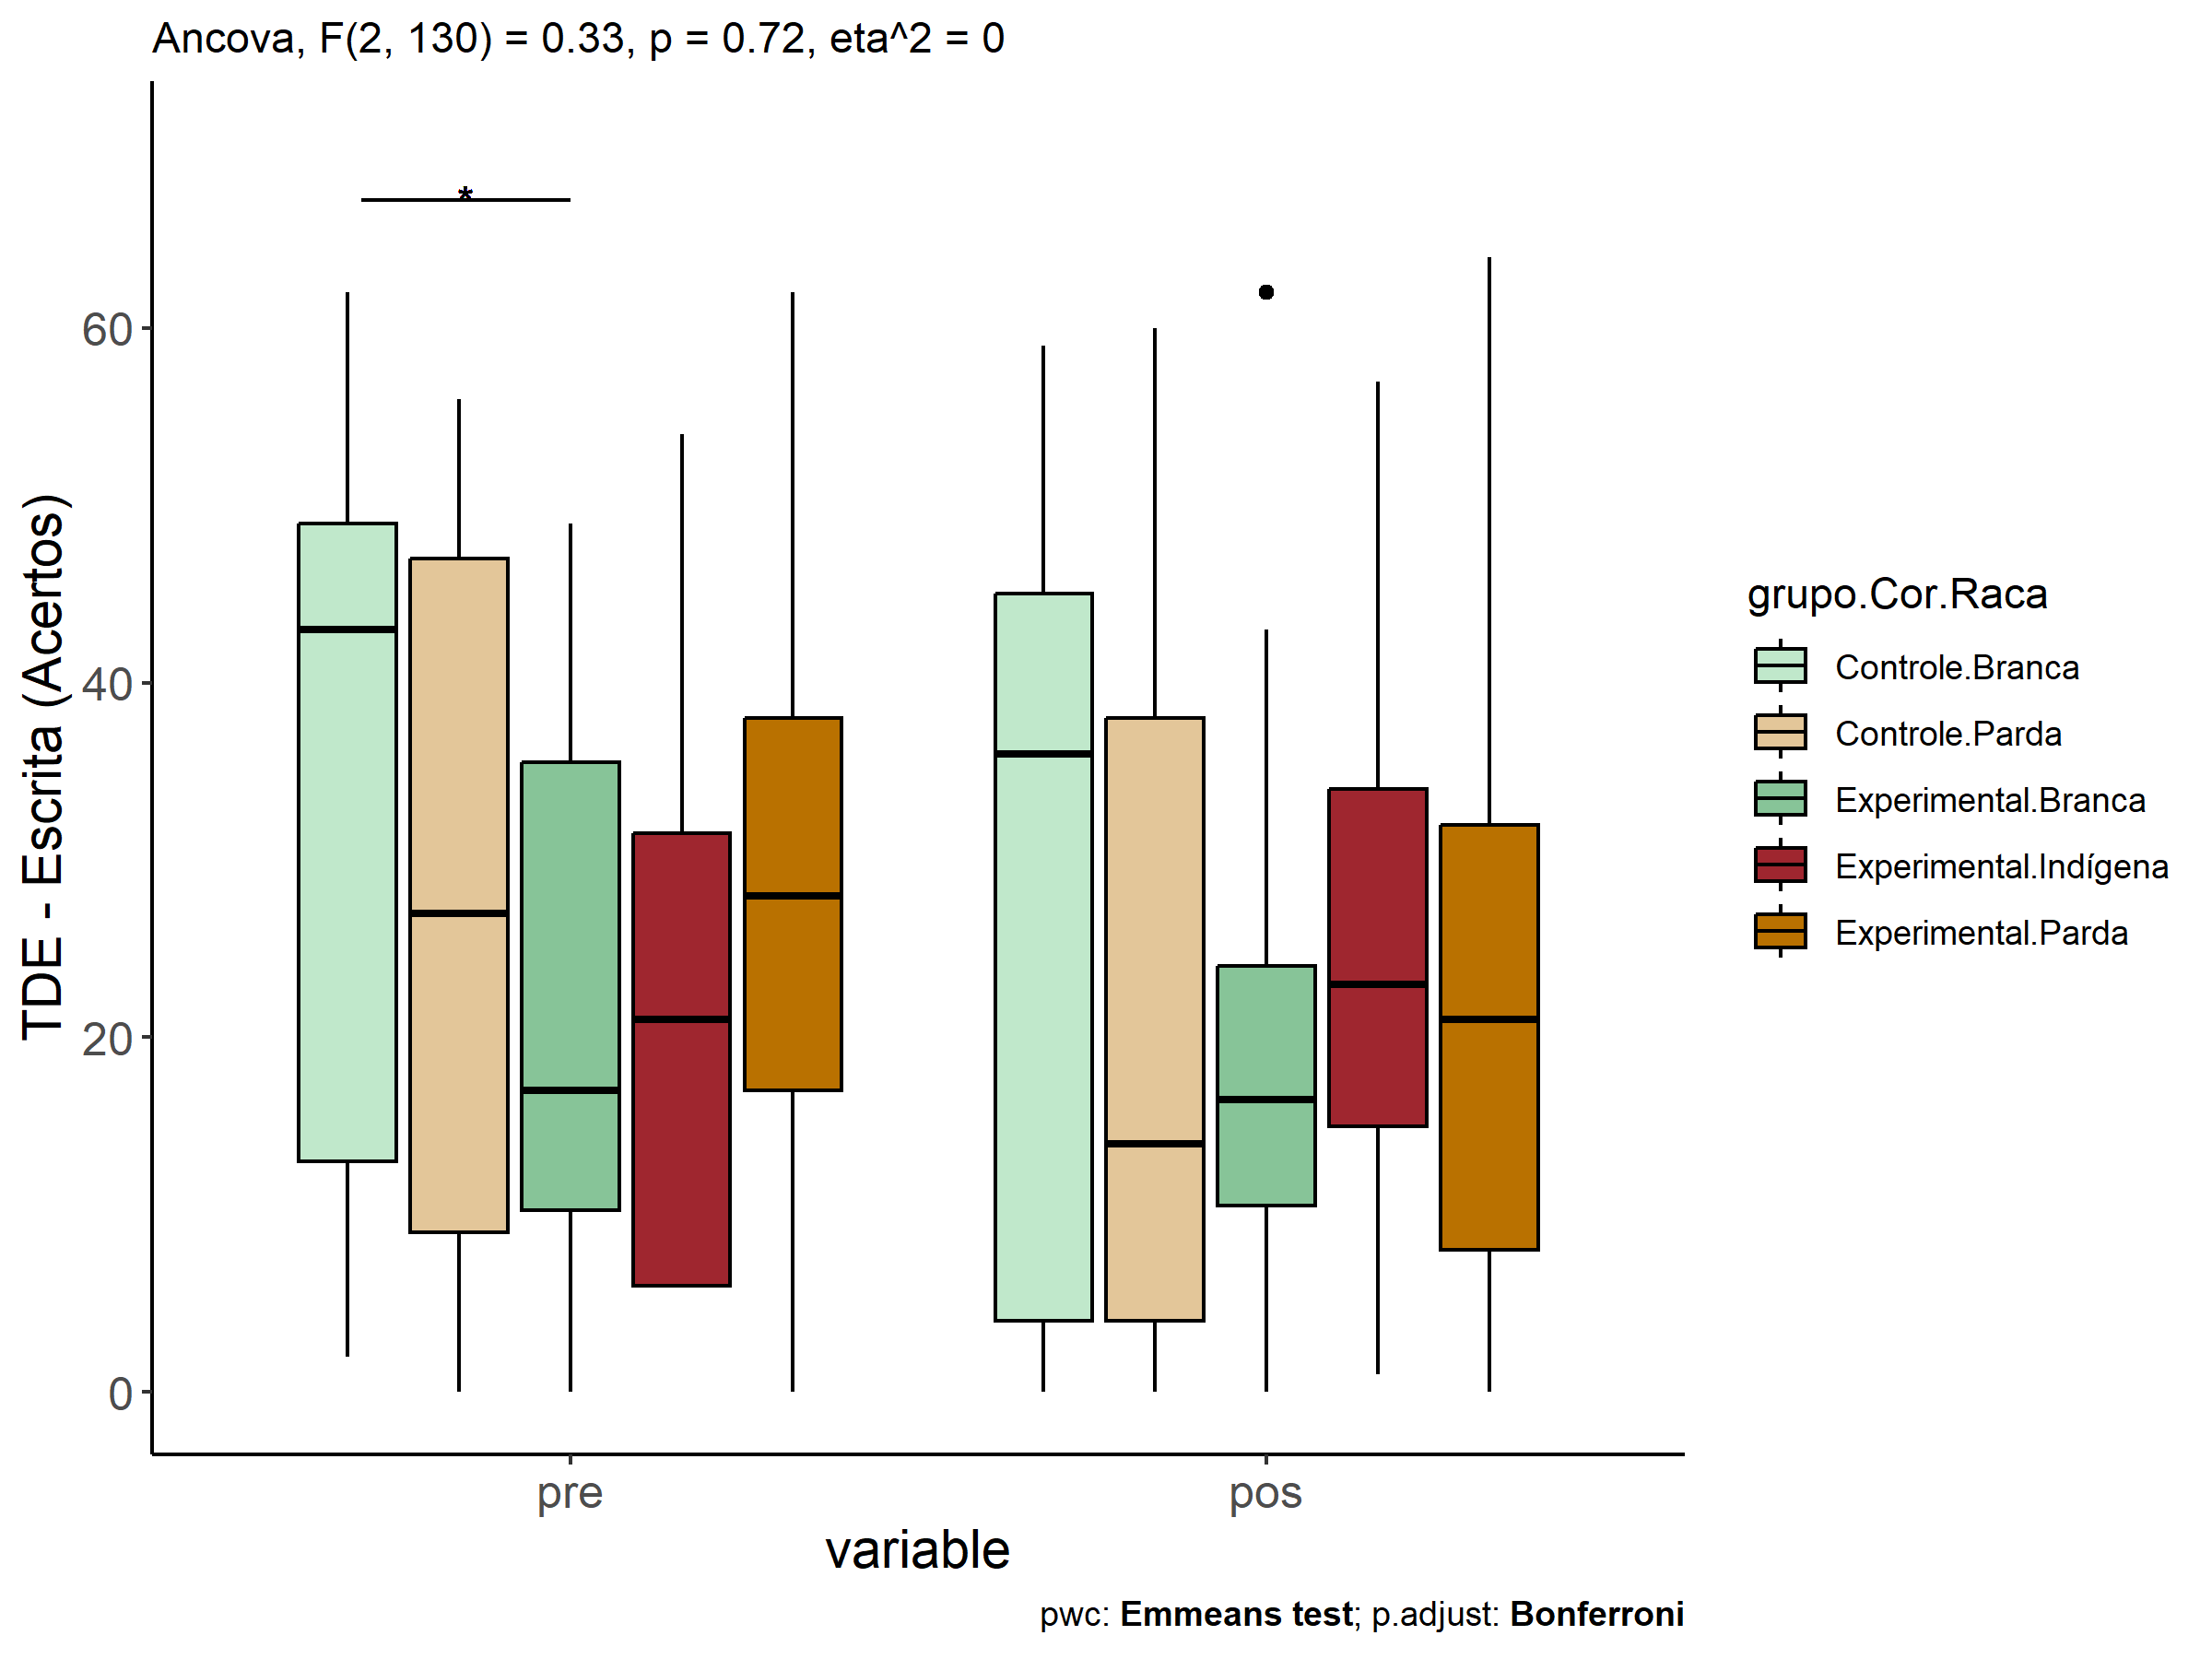 Ancova, F(2, 130) = 0.33, p = 0.72, eta^2 = 0
*
60
40
20
0
TDE - Escrita (Acertos)
pre
pos
variable
grupo.Cor.Raca
Controle.Branca
Controle.Parda
Experimental.Branca
Experimental.Indígena
Experimental.Parda
pwc: Emmeans test; p.adjust: Bonferroni